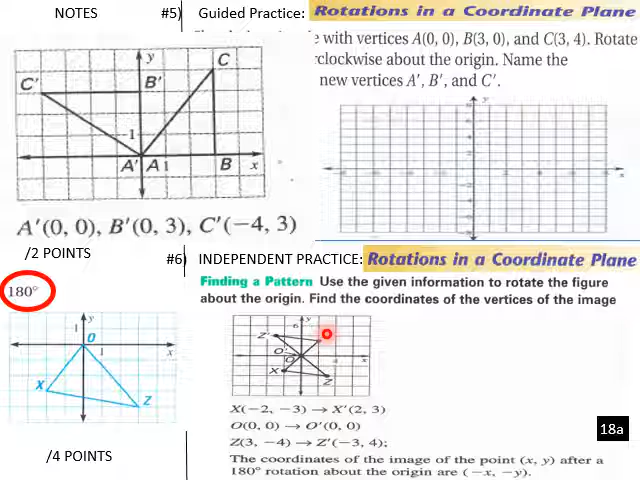 NOTES
#5) Guided Practice: Rotations in a Coordinate Plane
e with vertices A(0, 0), B(3, 0), and C(3, 4). Rotate
rclockwise about the origin. Name the
new vertices A′, B′, and C′.
y
C
C′
B′
1
A′ A 1 B x
y
A′(0, 0), B′(0, 3), C′(−4, 3)
/2 POINTS
#6) INDEPENDENT PRACTICE: Rotations in a Coordinate Plane
180°
Finding a Pattern Use the given information to rotate the figure
about the origin. Find the coordinates of the vertices of the image
y
1
O
1 x
X
Z
6 y
Z′
O′
O
x
X
Z
X(−2, −3) → X′(2, 3)
O(0, 0) → O′(0, 0)
Z(3, −4) → Z′(−3, 4);
The coordinates of the image of the point (x, y) after a
180° rotation about the origin are (−x, −y).
18a
/4 POINTS